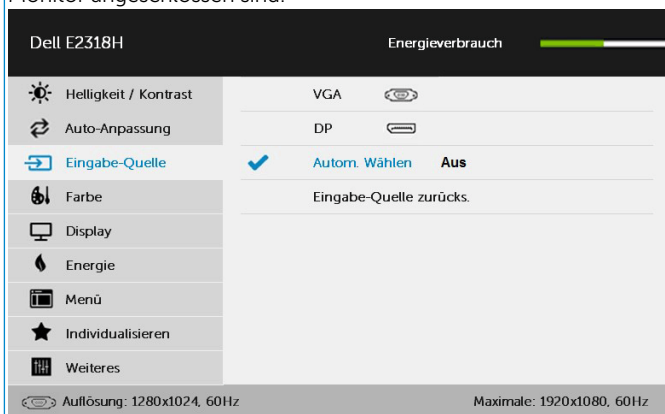 Monitor angeschlossen sind.
Dell E2318H Energieverbrauch
Helligkeit / Kontrast VGA
Auto-Anpassung DP
Eingabe-Quelle Autom. Wählen Aus
Farbe Eingabe-Quelle zurücks.
Display
Energie
Menü
Individualisieren
Weiteres
Auflösung: 1280x1024, 60Hz Maximale: 1920x1080, 60Hz